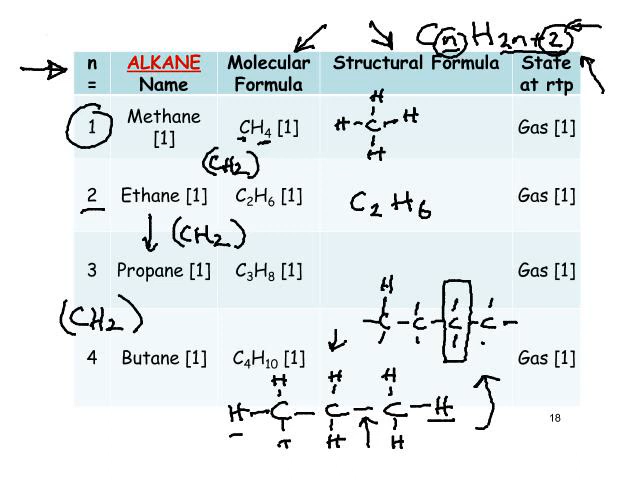 CnH2n+2
n = ALKANE Name Molecular Formula Structural Formula State at rtp
1 Methane [1] CH4 [1] Gas [1]
H
H-C-H
H
(CH2)
2 Ethane [1] C2H6 [1] C2H6 Gas [1]
(CH2)
3 Propane [1] C3H8 [1] Gas [1]
H
-C-C-C-C-
(CH2)
4 Butane [1] C4H10 [1] Gas [1]
H H H
H-C-C-C-H
H H H
18